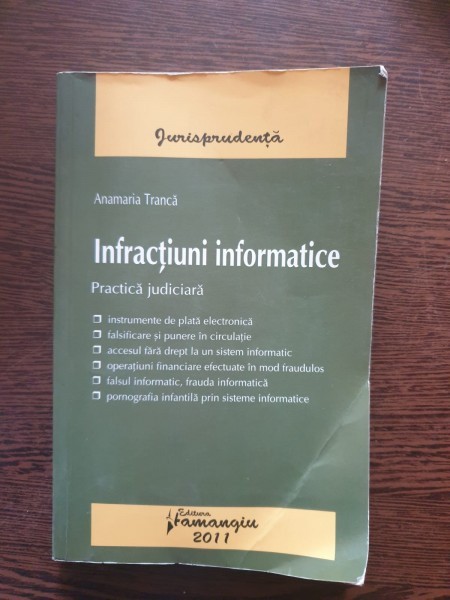 Jurisprudență
Anamaria Trancă
Infracțiuni informatice
Practică judiciară
instrumente de plată electronică
falsificare și punere în circulație
accesul fără drept la un sistem informatic
operațiuni financiare efectuate în mod fraudulos
falsul informatic, frauda informatică
pornografia infantilă prin sisteme informatice
Editura
Hamangiu
2011